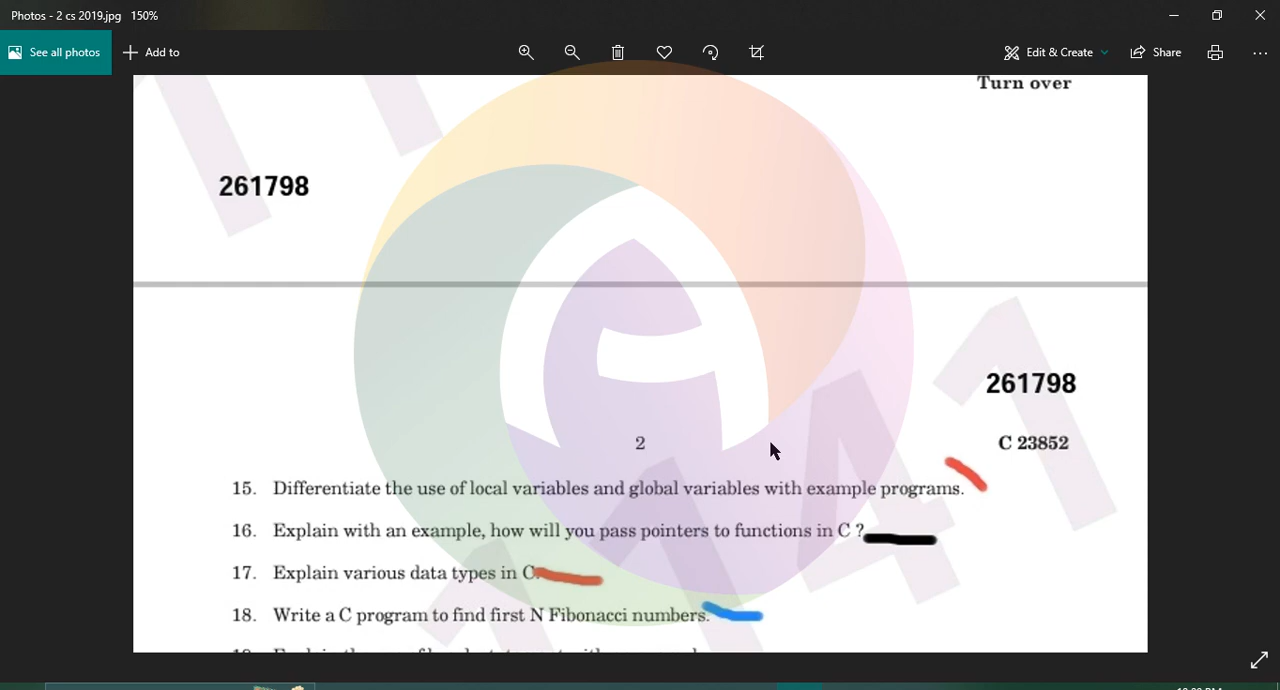 Photos - 2 cs 2019.jpg 150%
See all photos
Add to
Edit & Create
Share
Turn over
261798
261798
2
C 23852
15. Differentiate the use of local variables and global variables with example programs.
16. Explain with an example, how will you pass pointers to functions in C ?
17. Explain various data types in C.
18. Write a C program to find first N Fibonacci numbers.